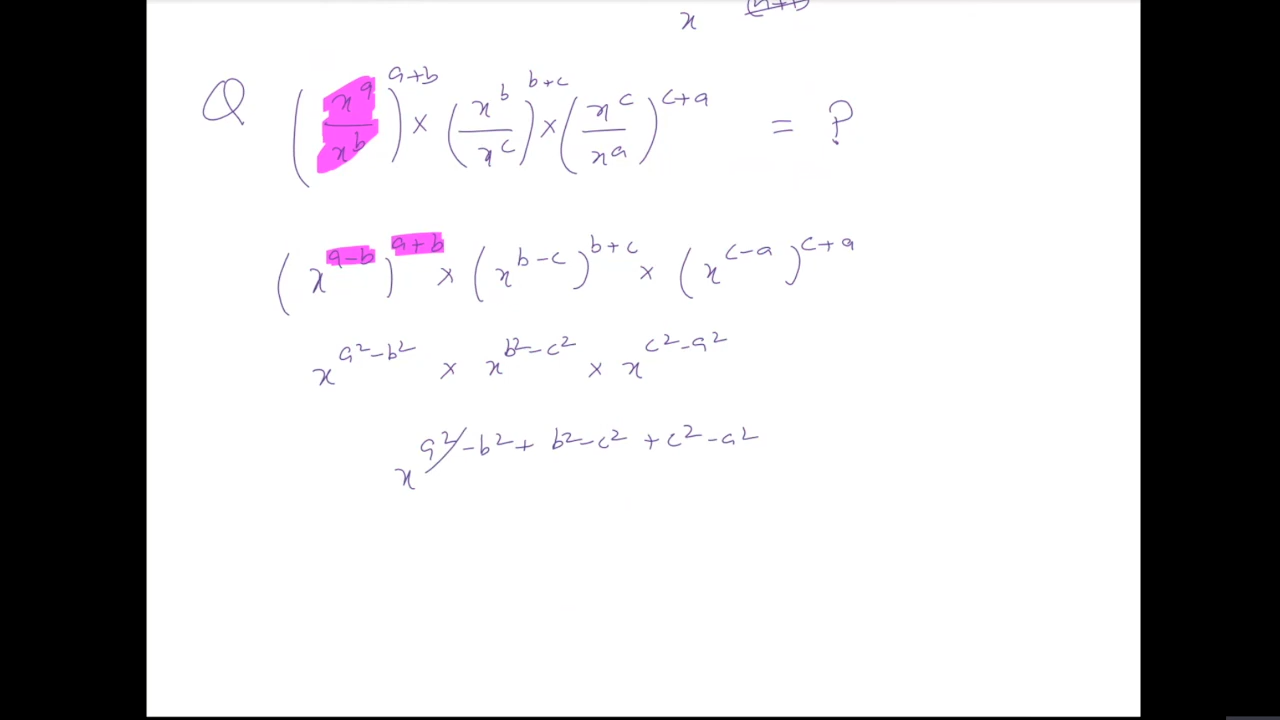 x
Q (x^a/x^b)^(a+b) × (x^b/x^c)^(b+c) × (x^c/x^a)^(c+a) = ?
(x^(a-b))^(a+b) × (x^(b-c))^(b+c) × (x^(c-a))^(c+a)
x^(a²-b²) × x^(b²-c²) × x^(c²-a²)
x^(a²-b²+b²-c²+c²-a²)